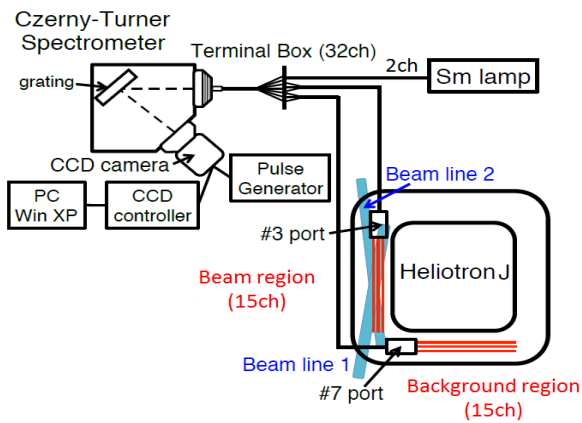 Czerny-Turner
Spectrometer
grating
Terminal Box (32ch)
2ch
Sm lamp
CCD camera
Pulse
Generator
PC
Win XP
CCD
controller
Beam line 2
#3 port
Beam region
(15ch)
Heliotron J
Beam line 1
#7 port
Background region
(15ch)